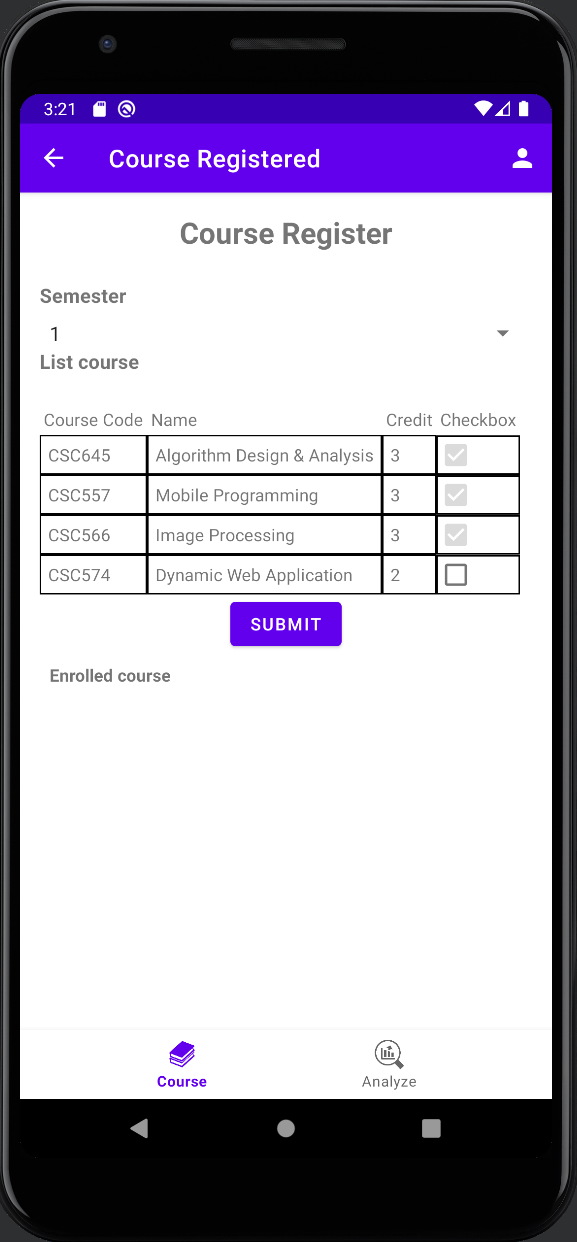 3:21
Course Registered
Course Register
Semester
1
List course
Course Code Name Credit Checkbox
CSC645 Algorithm Design & Analysis 3
CSC557 Mobile Programming 3
CSC566 Image Processing 3
CSC574 Dynamic Web Application 2
SUBMIT
Enrolled course
Course Analyze